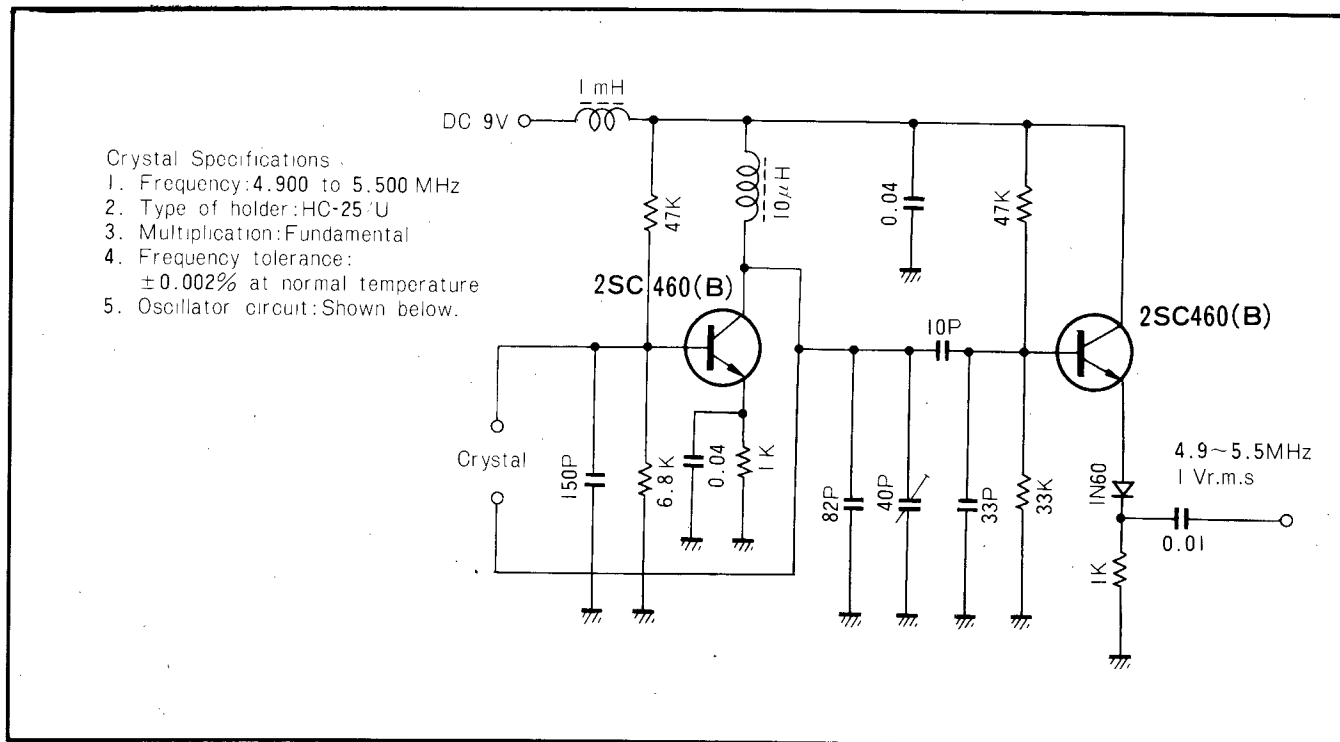 1 mH
DC 9V
Crystal Specifications
1. Frequency: 4.900 to 5.500 MHz
2. Type of holder: HC-25/U
3. Multiplication: Fundamental
4. Frequency tolerance:
±0.002% at normal temperature
5. Oscillator circuit: Shown below.
47K
10μH
0.04
47K
2SC460(B)
2SC460(B)
10P
Crystal
150P
6.8K
0.04
1K
82P
40P
33P
33K
1N60
4.9~5.5MHz
1 Vr.m.s
0.01
1K